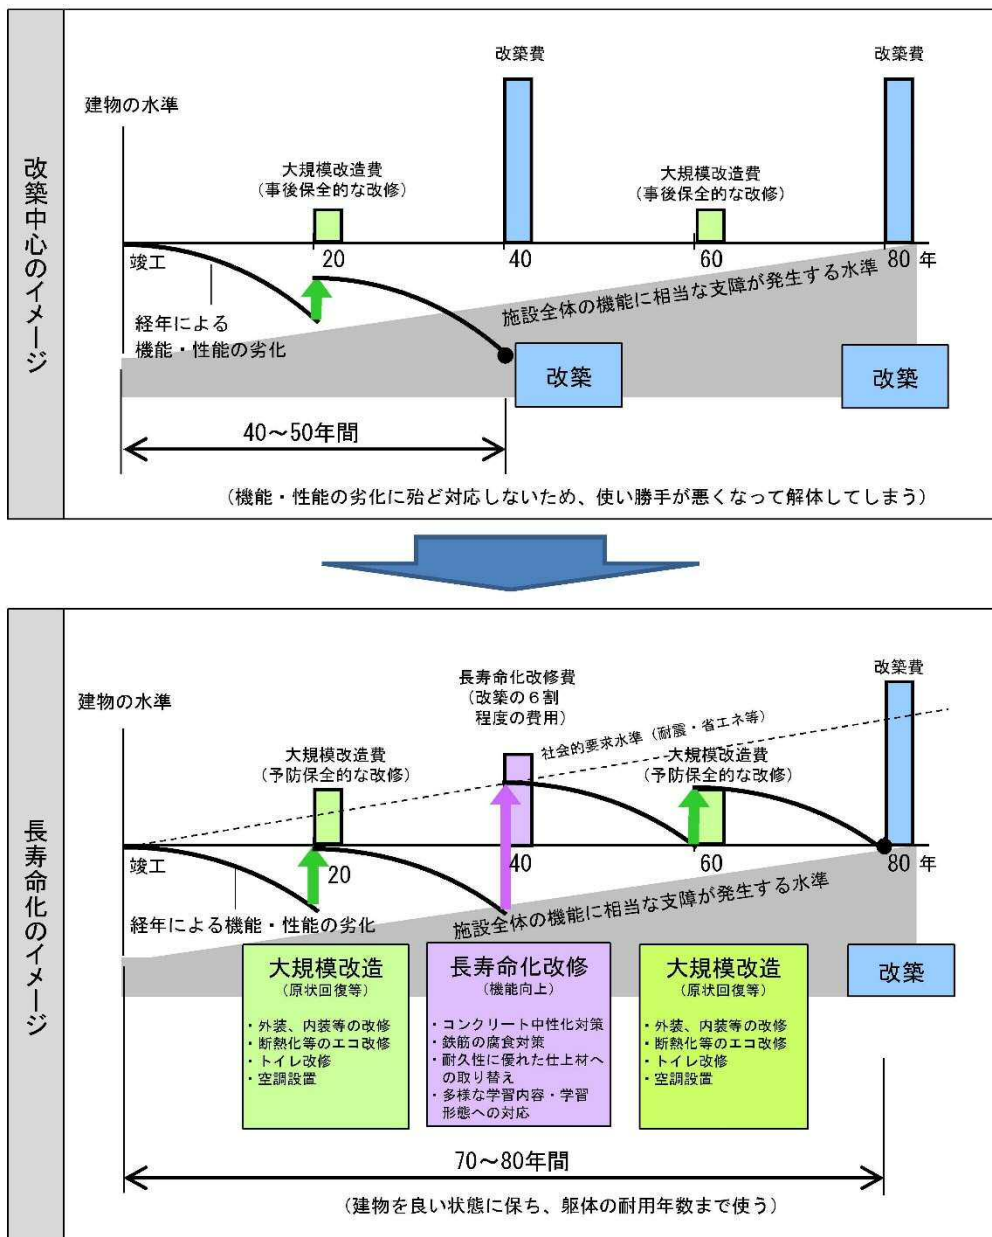 改築中心のイメージ
改築費
改築費
建物の水準
大規模改造費
(事後保全的な改修)
大規模改造費
(事後保全的な改修)
竣工
20
40
60
80 年
施設全体の機能に相当な支障が発生する水準
経年による
機能・性能の劣化
改築
改築
40~50年間
(機能・性能の劣化に殆ど対応しないため、使い勝手が悪くなって解体してしまう)
長寿命化のイメージ
建物の水準
長寿命化改修費
(改築の6割
程度の費用)
改築費
社会的要求水準(耐震・省エネ等)
大規模改造費
(予防保全的な改修)
大規模改造費
(予防保全的な改修)
竣工
20
40
60
80 年
施設全体の機能に相当な支障が発生する水準
経年による機能・性能の劣化
大規模改造
(原状回復等)
・外装、内装等の改修
・断熱化等のエコ改修
・トイレ改修
・空調設置
長寿命化改修
(機能向上)
・コンクリート中性化対策
・鉄筋の腐食対策
・耐久性に優れた仕上材へ
の取り替え
・多様な学習内容・学習
形態への対応
大規模改造
(原状回復等)
・外装、内装等の改修
・断熱化等のエコ改修
・トイレ改修
・空調設置
改築
70~80年間
(建物を良い状態に保ち、躯体の耐用年数まで使う)